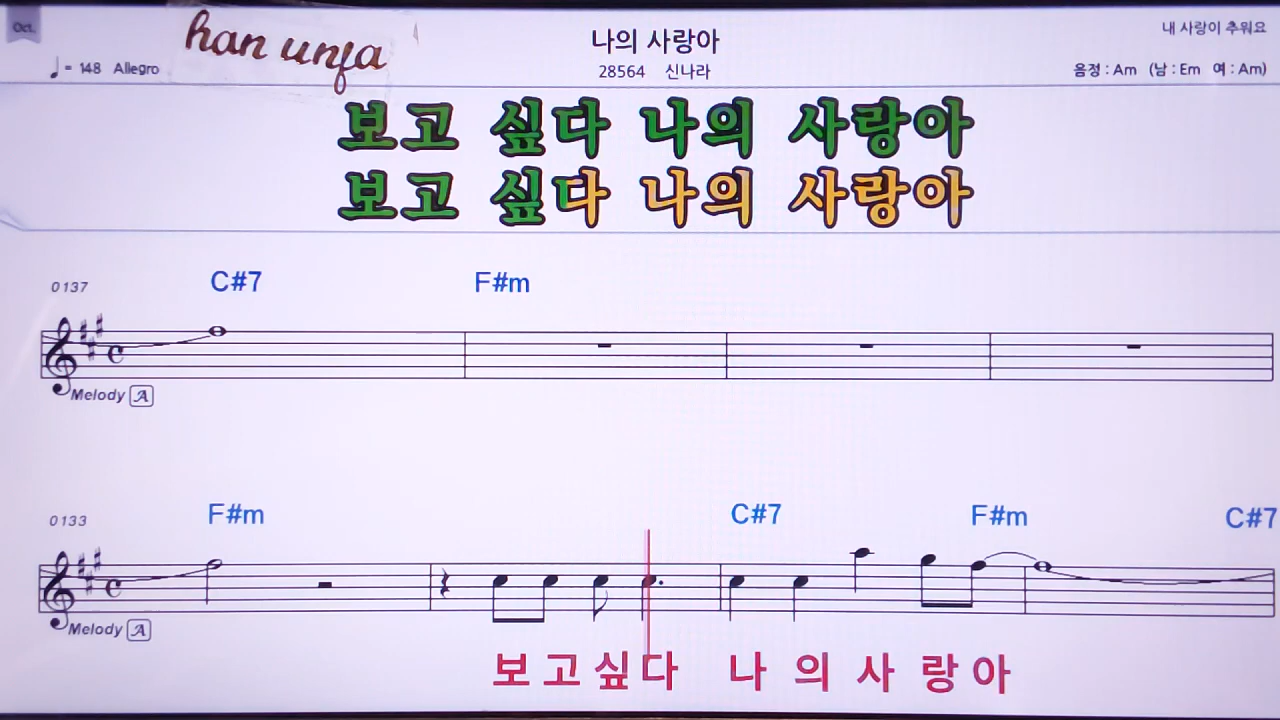 Oct.
han unja
나의 사랑아
내 사랑이 추워요
♩= 148 Allegro
28564 신나라
음정 : Am (남 : Em 여 : Am)
보고 싶다 나의 사랑아
보고 싶다 나의 사랑아
0137 C#7 F#m
Melody A
0133 F#m C#7 F#m C#7
Melody A
보 고 싶 다 나 의 사 랑 아